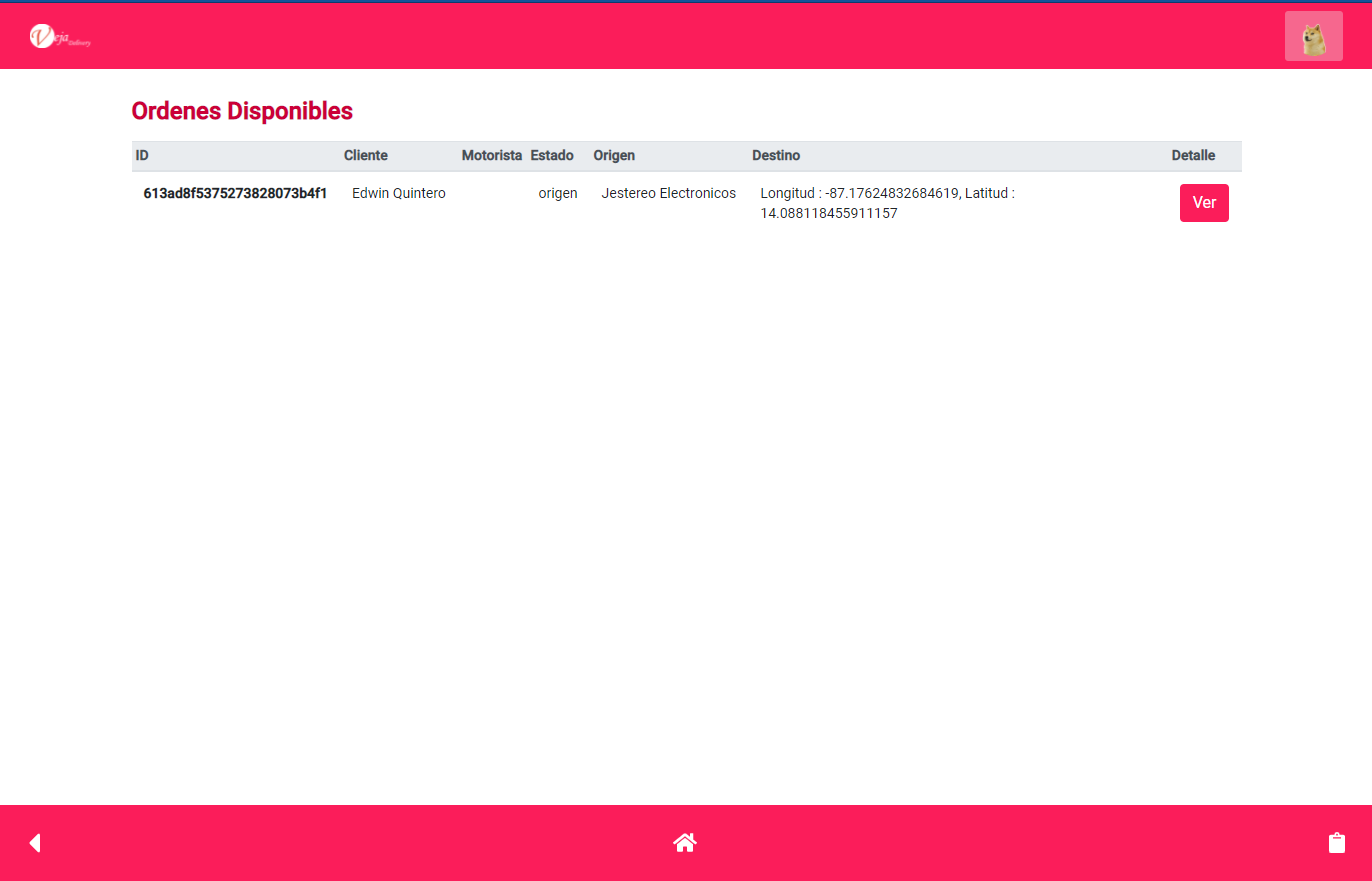 Veja Delivery
Ordenes Disponibles
ID Cliente Motorista Estado Origen Destino Detalle
613ad8f5375273828073b4f1 Edwin Quintero origen Jestereo Electronicos Longitud : -87.17624832684619, Latitud : Ver
14.088118455911157